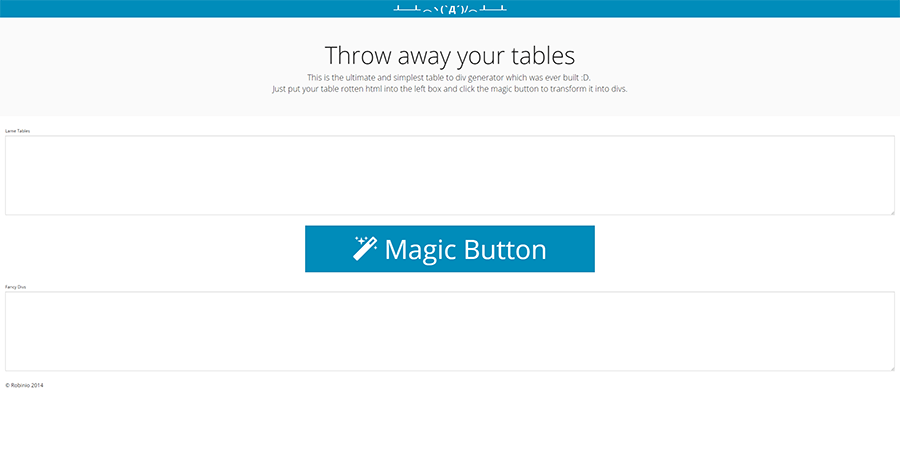 ┻━┻ ︵ヽ(`Д´)ﾉ︵ ┻━┻
Throw away your tables
This is the ultimate and simplest table to div generator which was ever built :D.
Just put your table rotten html into the left box and click the magic button to transform it into divs.
Lame Tables
Magic Button
Fancy Divs
© Robinio 2014